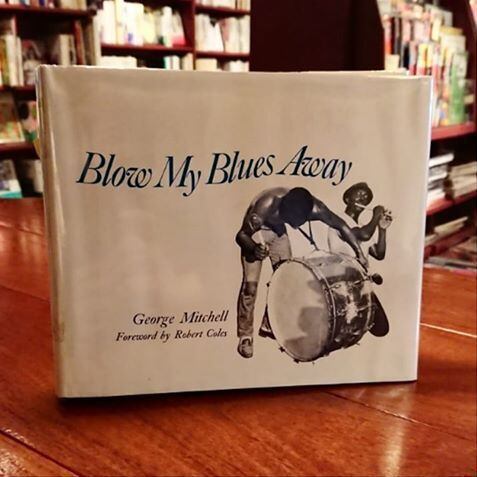 Blow My Blues Away
George Mitchell
Foreword by Robert Coles